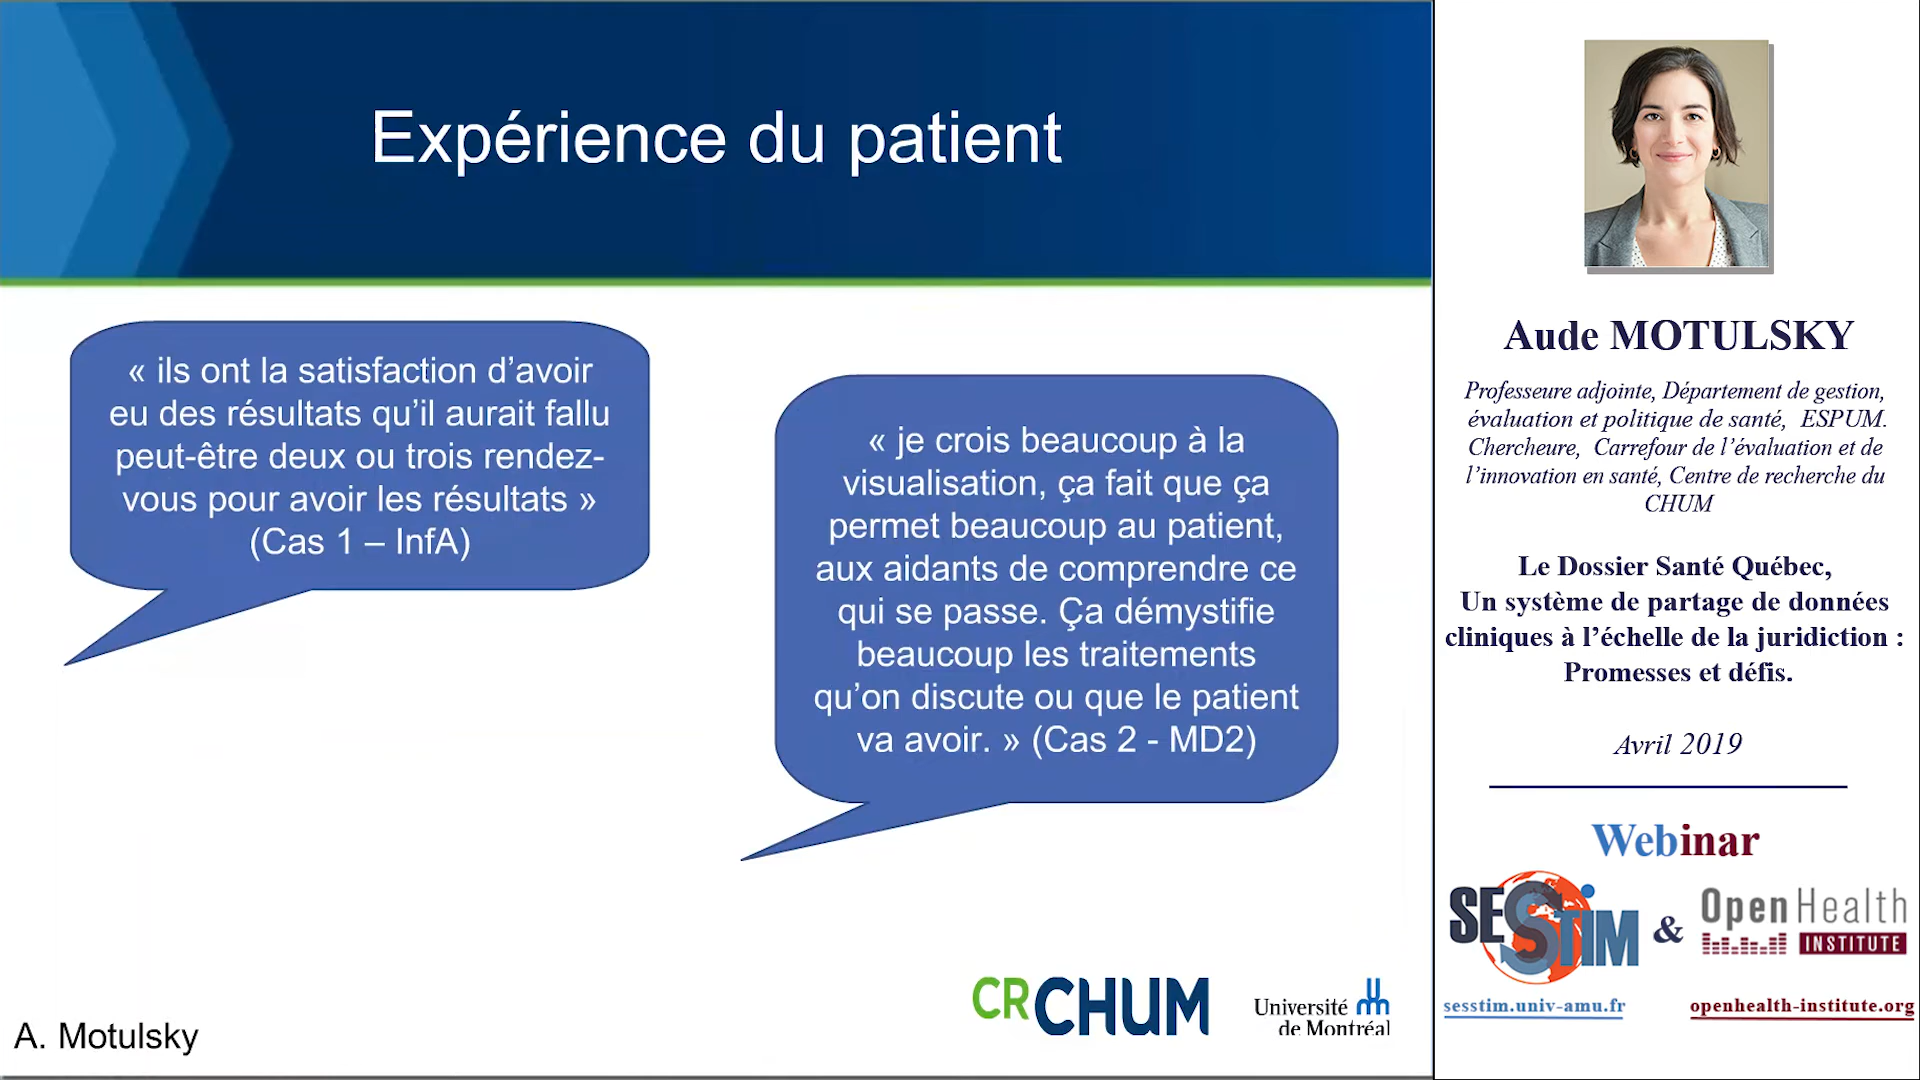 Expérience du patient
« ils ont la satisfaction d’avoir
eu des résultats qu’il aurait fallu
peut-être deux ou trois rendez-
vous pour avoir les résultats »
(Cas 1 – InfA)
« je crois beaucoup à la
visualisation, ça fait que ça
permet beaucoup au patient,
aux aidants de comprendre ce
qui se passe. Ça démystifie
beaucoup les traitements
qu’on discute ou que le patient
va avoir. » (Cas 2 - MD2)
CRCHUM
Université
de Montréal
A. Motulsky
Aude MOTULSKY
Professeure adjointe, Département de gestion,
évaluation et politique de santé, ESPUM.
Chercheure, Carrefour de l’évaluation et de
l’innovation en santé, Centre de recherche du
CHUM
Le Dossier Santé Québec,
Un système de partage de données
cliniques à l’échelle de la juridiction :
Promesses et défis.
Avril 2019
Webinar
SESSTIM
&
Open Health
INSTITUTE
sesstim.univ-amu.fr
openhealth-institute.org